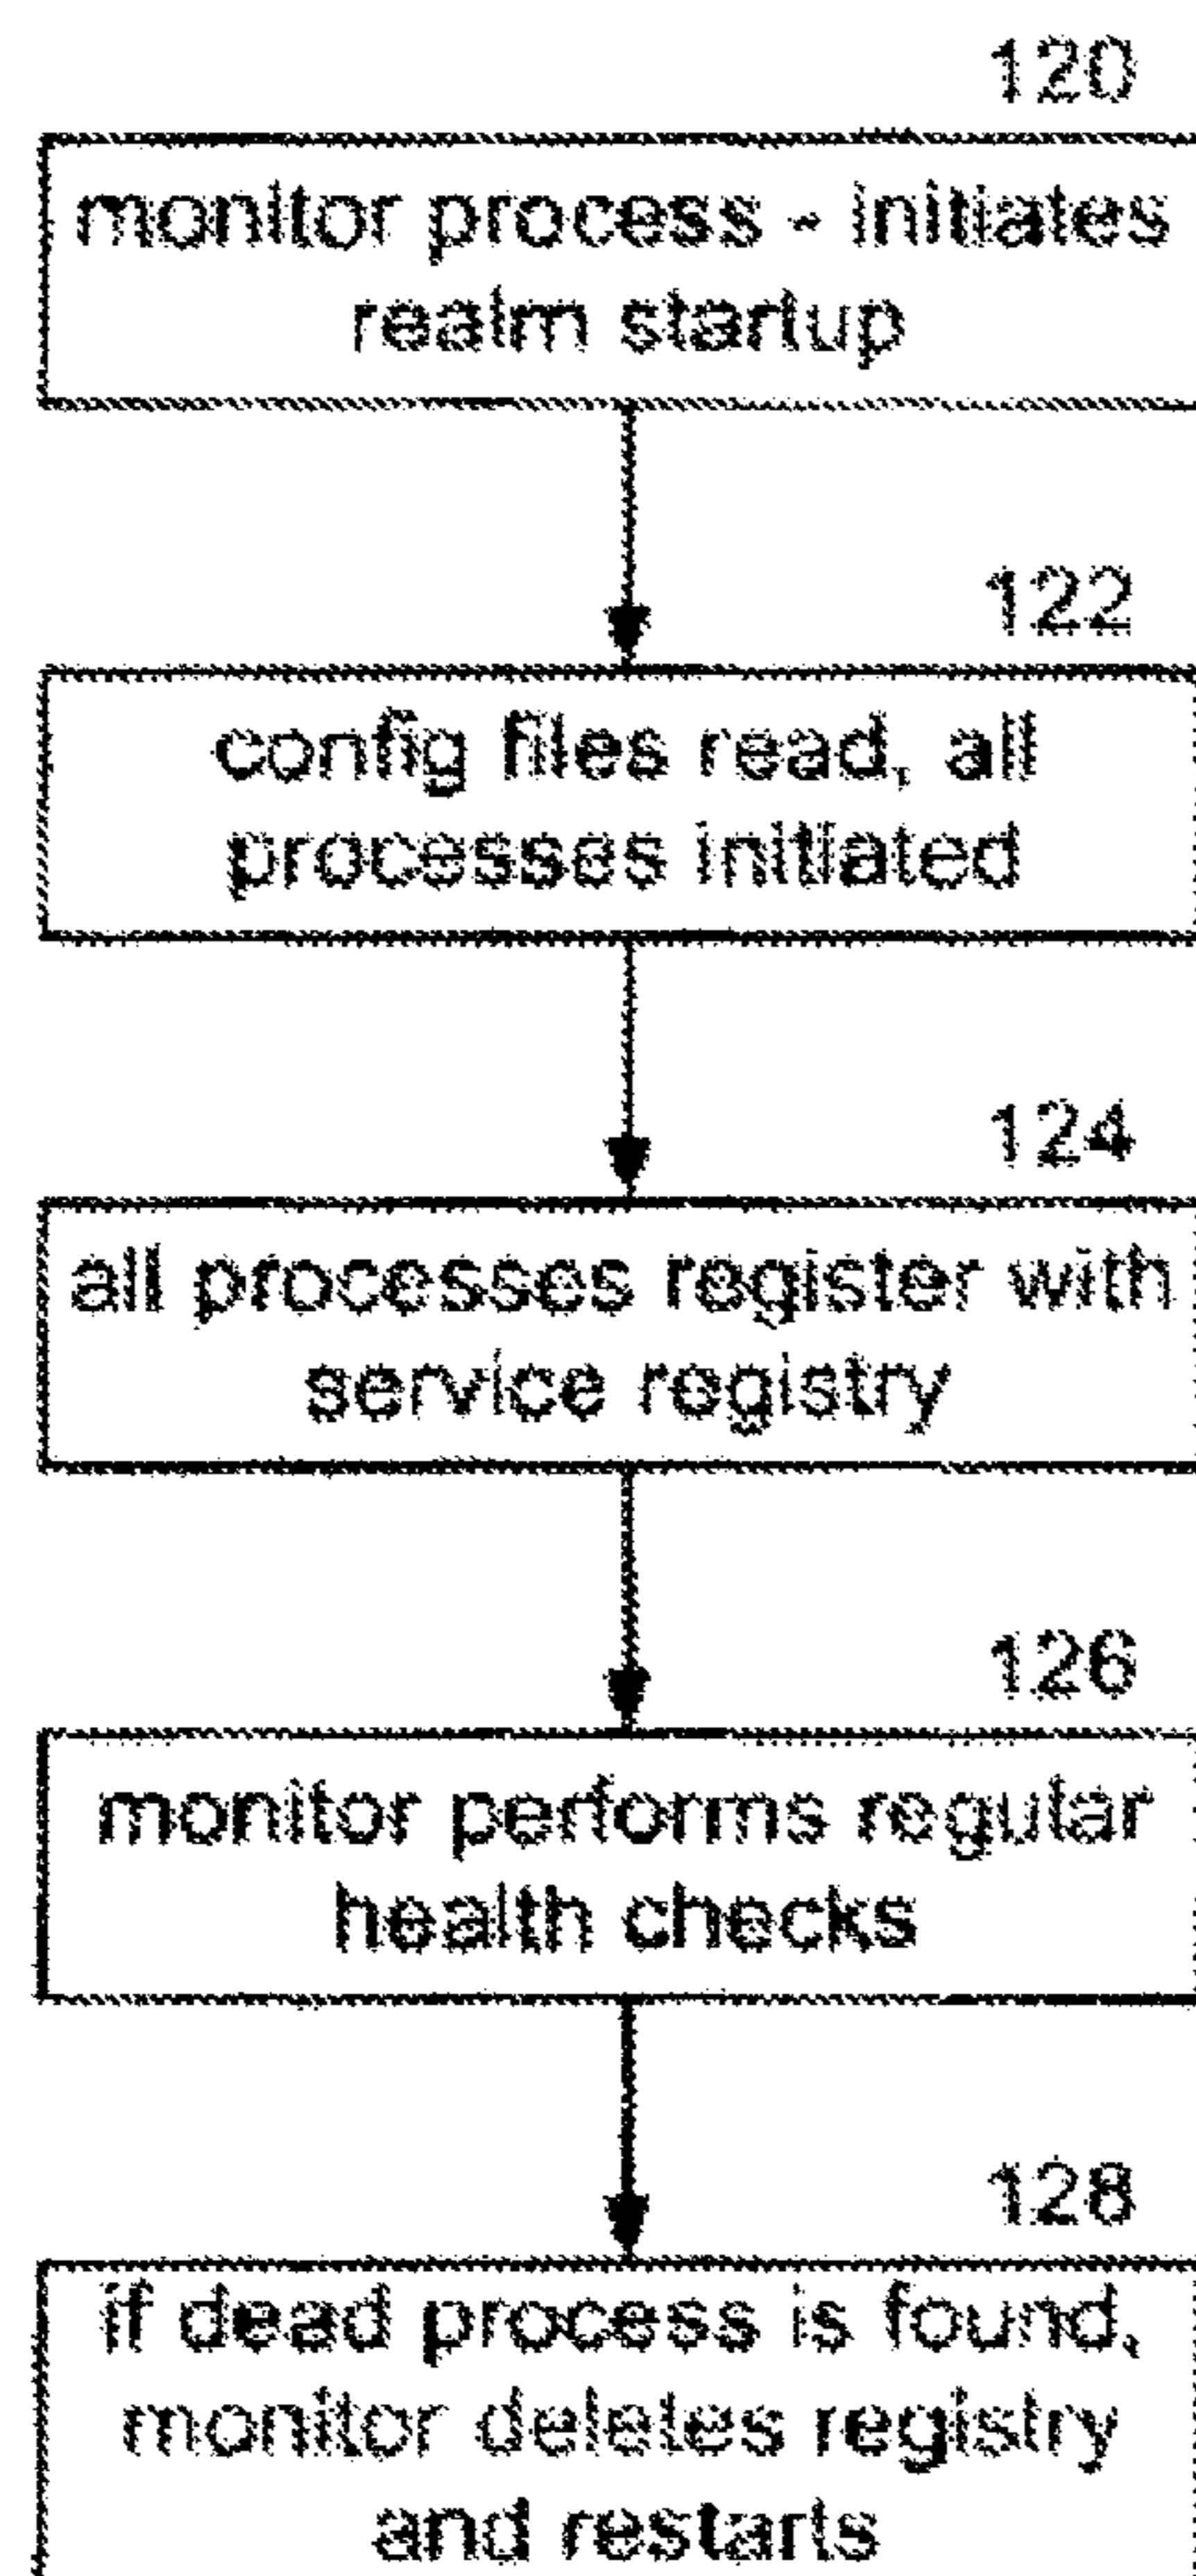 120
monitor process - initiates
realm startup
122
config files read, all
processes initiated
124
all processes register with
service registry
126
monitor performs regular
health checks
128
if dead process is found,
monitor deletes registry
and restarts